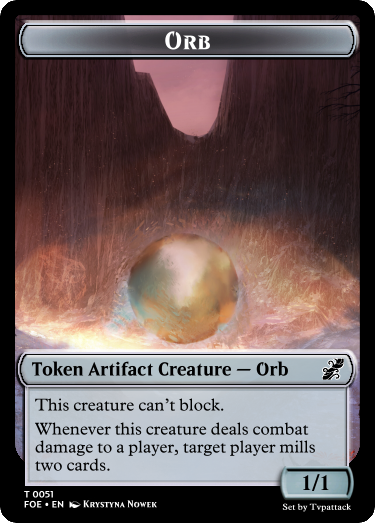 Orb
Token Artifact Creature — Orb
This creature can't block.
Whenever this creature deals combat
damage to a player, target player mills
two cards.
1/1
T 0051
FOE • EN Krystyna Nowek
Set by Tvpattack